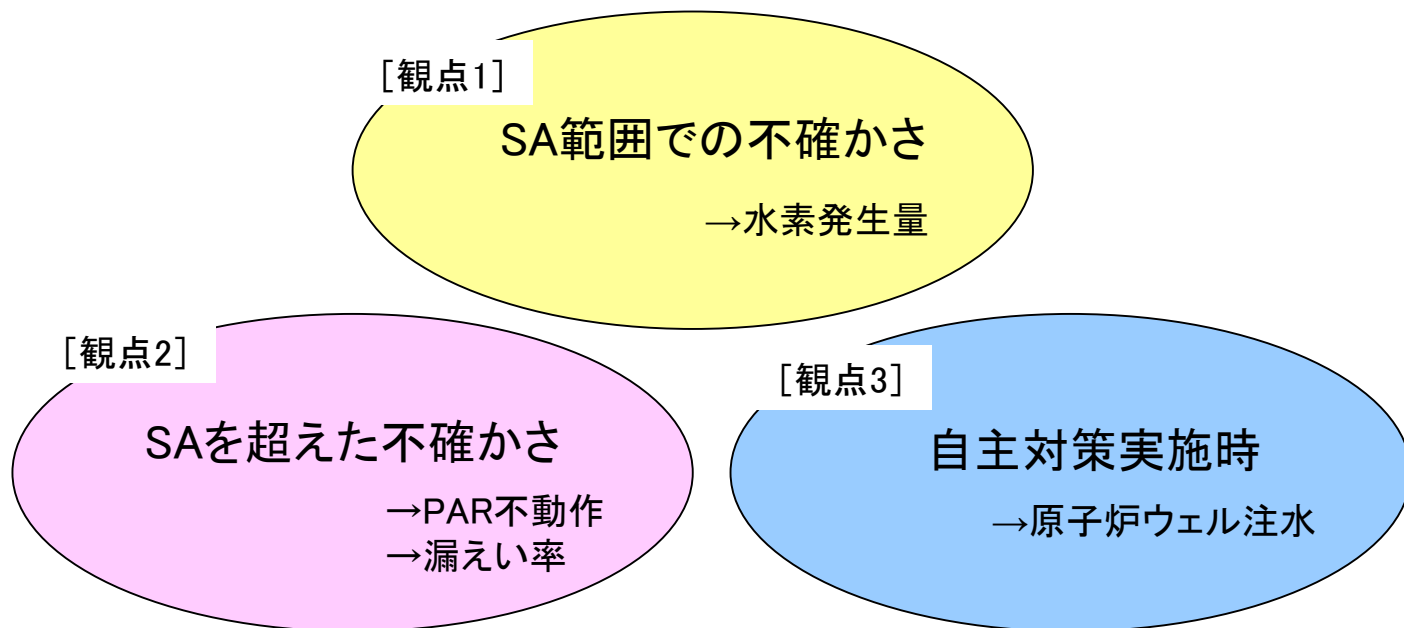 ［観点1］
SA範囲での不確かさ
→水素発生量
［観点2］
SAを超えた不確かさ
→PAR不動作
→漏えい率
［観点3］
自主対策実施時
→原子炉ウェル注水